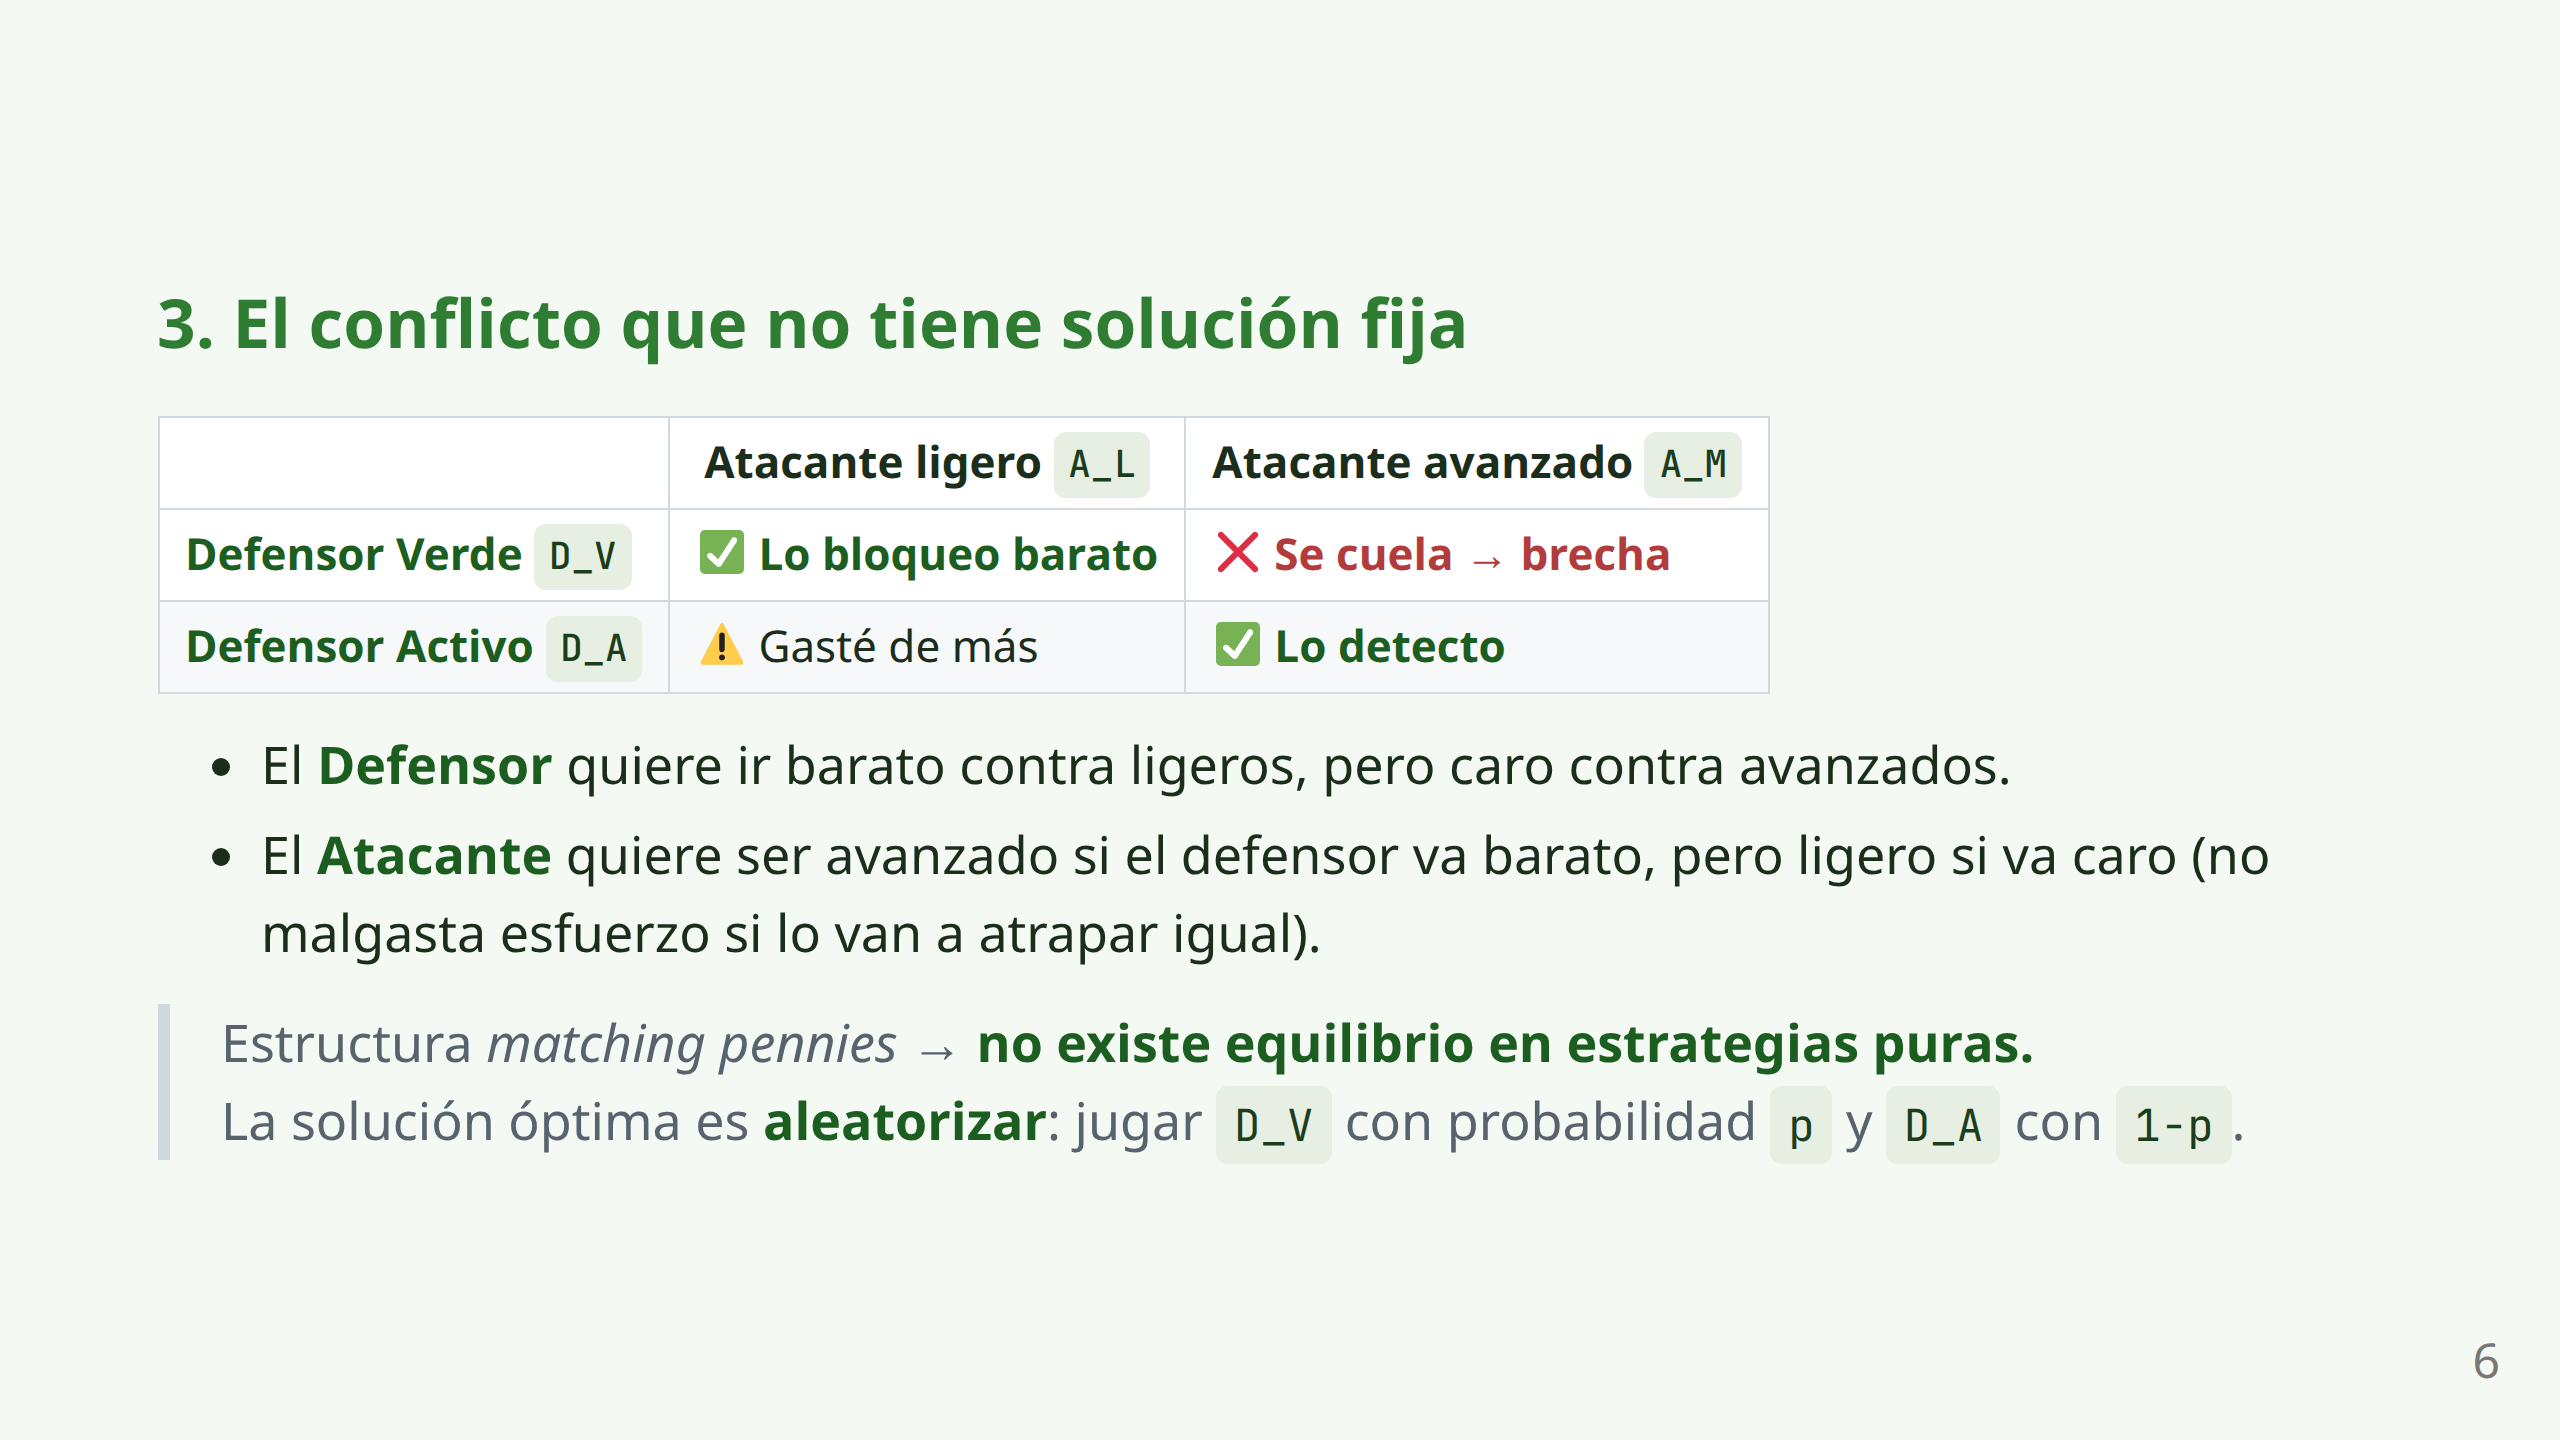 3. El conflicto que no tiene solución fija
Atacante ligero A_L Atacante avanzado A_M
Defensor Verde D_V ✅ Lo bloqueo barato ❌ Se cuela → brecha
Defensor Activo D_A ⚠️ Gasté de más ✅ Lo detecto
• El Defensor quiere ir barato contra ligeros, pero caro contra avanzados.
• El Atacante quiere ser avanzado si el defensor va barato, pero ligero si va caro (no
malgasta esfuerzo si lo van a atrapar igual).
Estructura matching pennies → no existe equilibrio en estrategias puras.
La solución óptima es aleatorizar: jugar D_V con probabilidad p y D_A con 1-p.
6